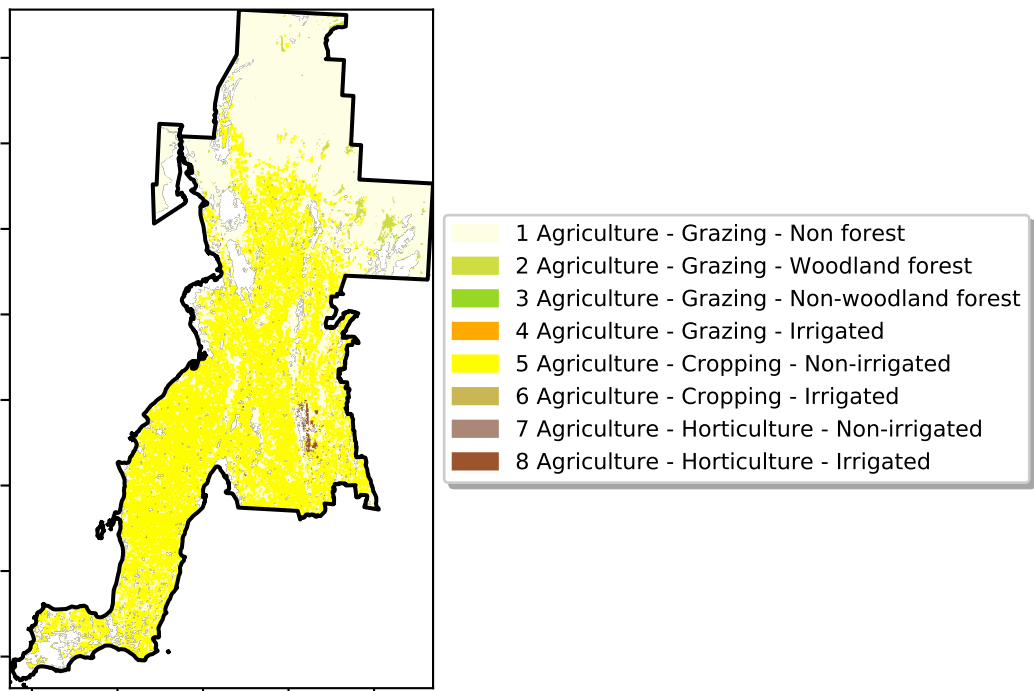 1 Agriculture - Grazing - Non forest
2 Agriculture - Grazing - Woodland forest
3 Agriculture - Grazing - Non-woodland forest
4 Agriculture - Grazing - Irrigated
5 Agriculture - Cropping - Non-irrigated
6 Agriculture - Cropping - Irrigated
7 Agriculture - Horticulture - Non-irrigated
8 Agriculture - Horticulture - Irrigated